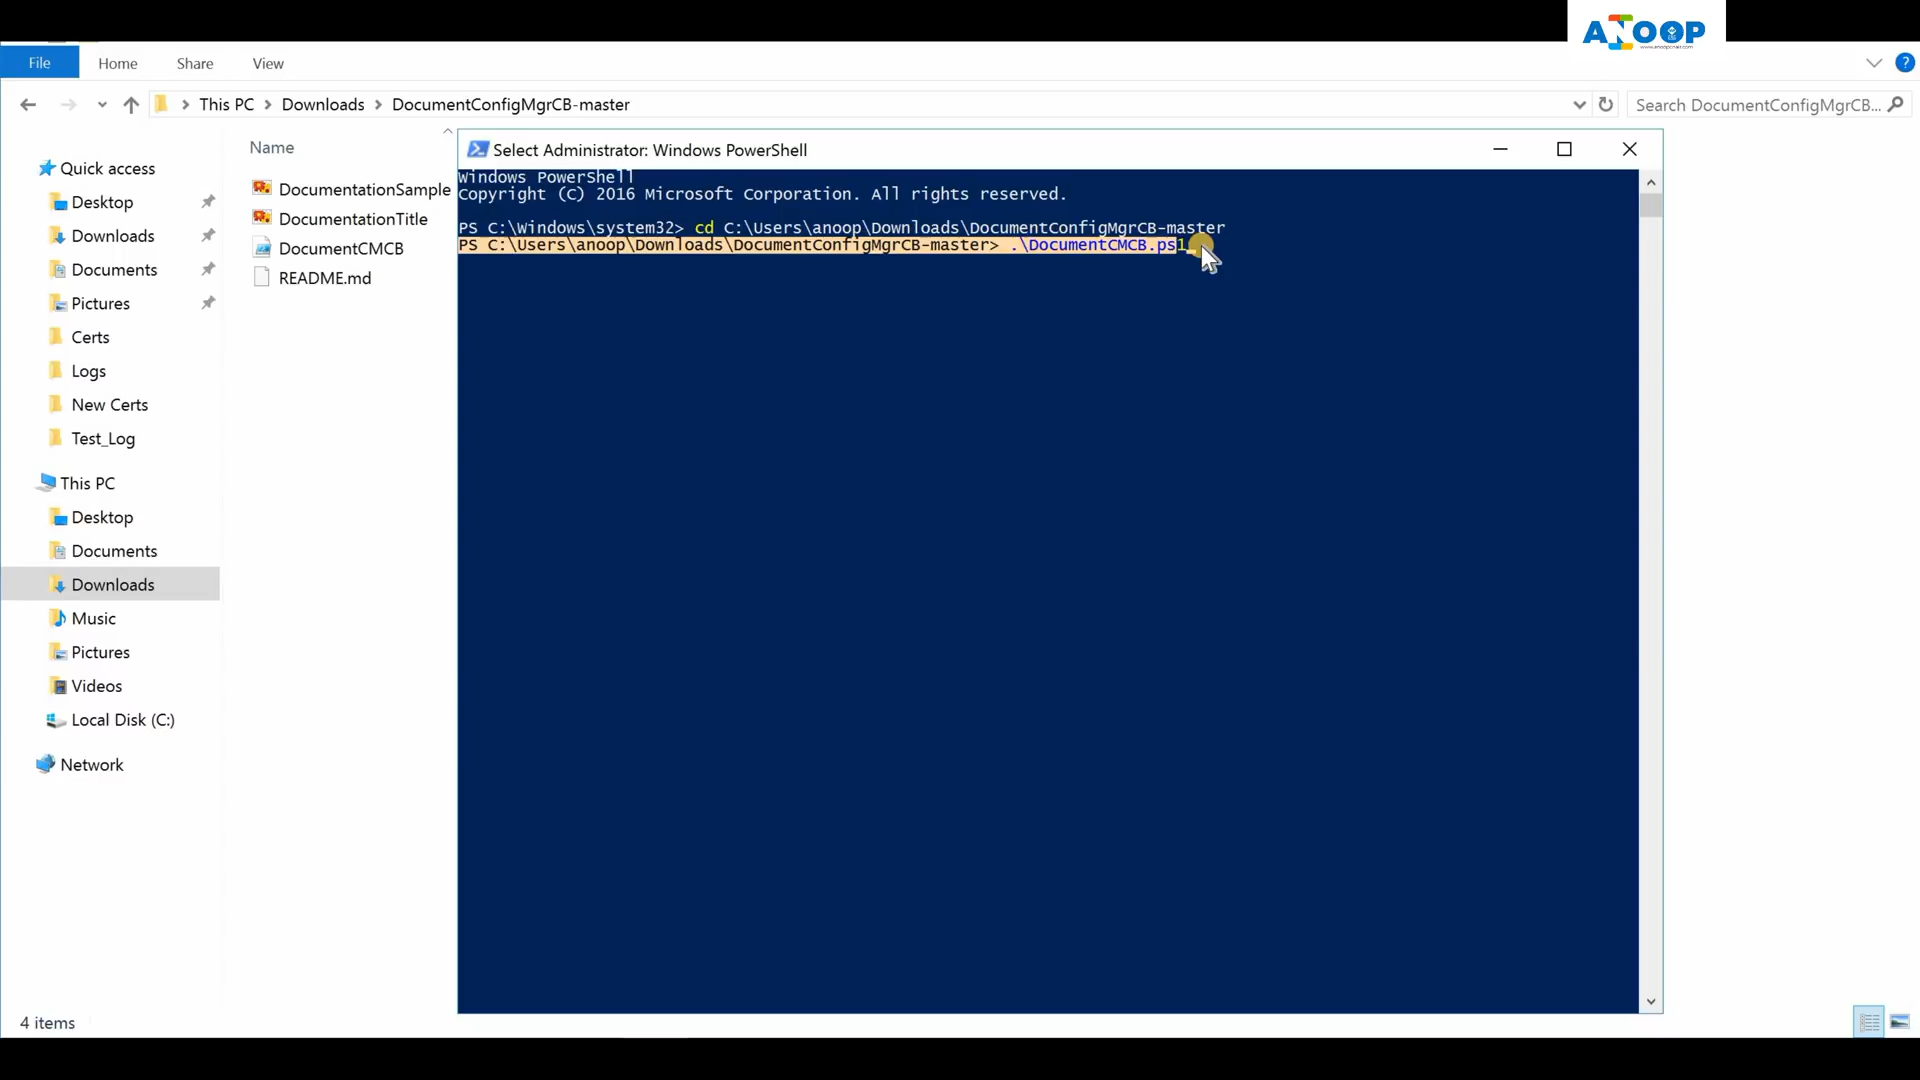 ANOOP
www.anoopcnair.com
File Home Share View
This PC Downloads DocumentConfigMgrCB-master
Search DocumentConfigMgrCB...
Quick access
Desktop
Downloads
Documents
Pictures
Certs
Logs
New Certs
Test_Log
This PC
Desktop
Documents
Downloads
Music
Pictures
Videos
Local Disk (C:)
Network
Name
DocumentationSample
DocumentationTitle
DocumentCMCB
README.md
Select Administrator: Windows PowerShell
Windows PowerShell
Copyright (C) 2016 Microsoft Corporation. All rights reserved.
PS C:\Windows\system32> cd C:\Users\anoop\Downloads\DocumentConfigMgrCB-master
PS C:\Users\anoop\Downloads\DocumentConfigMgrCB-master> .\DocumentCMCB.ps1
4 items